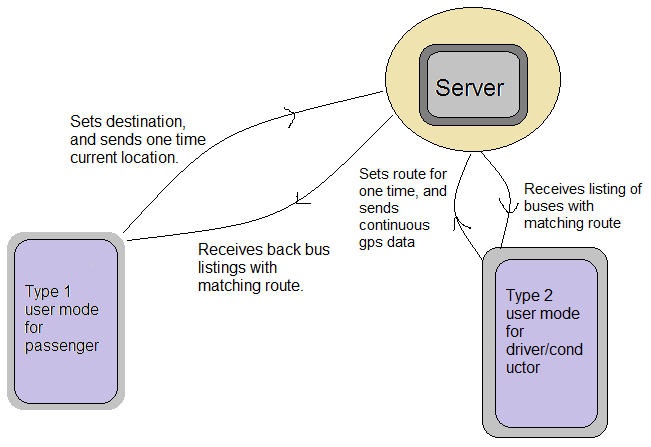 Server
Sets destination,
and sends one time
current location.
Sets route for
one time, and
sends
continuous
gps data
Receives listing of
buses with
matching route
Receives back bus
listings with
matching route.
Type 1
user mode
for
passenger
Type 2
user mode
for
driver/cond
uctor